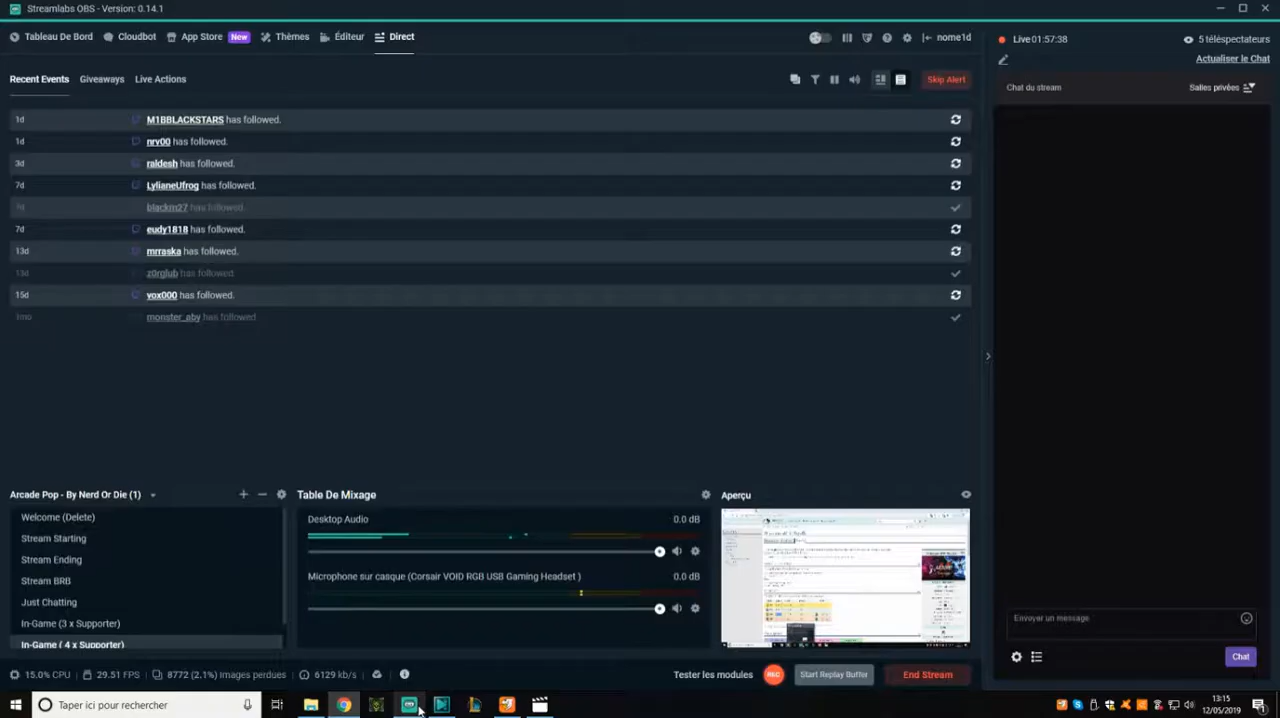 Streamlabs OBS - Version: 0.14.1
Tableau De Bord Cloudbot App Store New Thèmes Éditeur Direct nome1d
Live 01:57:38 5 téléspectateurs
Actualiser le Chat
Recent Events Giveaways Live Actions Skip Alert
Chat du stream Salles privées
1d M1BBLACKSTARS has followed.
1d nrv00 has followed.
3d raldesh has followed.
7d LylianeUfrog has followed.
blackm27 has followed.
7d eudy1818 has followed.
13d mrraska has followed.
13d z0rglub has followed.
15d vox000 has followed.
1mo monster_aby has followed.
Arcade Pop - By Nerd Or Die (1) Table De Mixage Aperçu
Welcome (Delete)
Stream Starting
Stream BRB
Just Chatting
In-Game (1 Supporter)
In-Game (2 Supporter)
Desktop Audio 0.0 dB
Microphone sur casque (Corsair VOID RGB USB Gaming Headset ) 0.0 dB
Envoyer un message
Chat
15.0% CPU 29.51 FPS 8772 (2.1%) Images perdues 6129 kb/s
Tester les modules REC Start Replay Buffer End Stream
Taper ici pour rechercher
13:15
12/05/2019